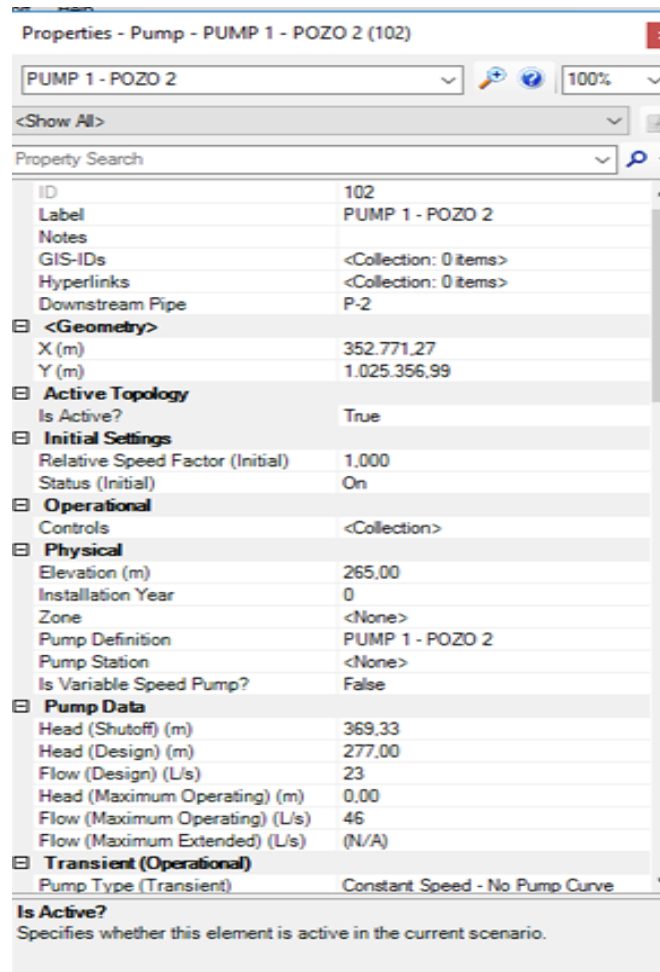 Properties - Pump - PUMP 1 - POZO 2 (102)
PUMP 1 - POZO 2 100%
<Show All>
Property Search
ID 102
Label PUMP 1 - POZO 2
Notes
GIS-IDs <Collection: 0 items>
Hyperlinks <Collection: 0 items>
Downstream Pipe P-2
<Geometry>
X (m) 352.771,27
Y (m) 1.025.356,99
Active Topology
Is Active? True
Initial Settings
Relative Speed Factor (Initial) 1,000
Status (Initial) On
Operational
Controls <Collection>
Physical
Elevation (m) 265,00
Installation Year 0
Zone <None>
Pump Definition PUMP 1 - POZO 2
Pump Station <None>
Is Variable Speed Pump? False
Pump Data
Head (Shutoff) (m) 369,33
Head (Design) (m) 277,00
Flow (Design) (L/s) 23
Head (Maximum Operating) (m) 0,00
Flow (Maximum Operating) (L/s) 46
Flow (Maximum Extended) (L/s) (N/A)
Transient (Operational)
Pump Type (Transient) Constant Speed - No Pump Curve
Is Active?
Specifies whether this element is active in the current scenario.